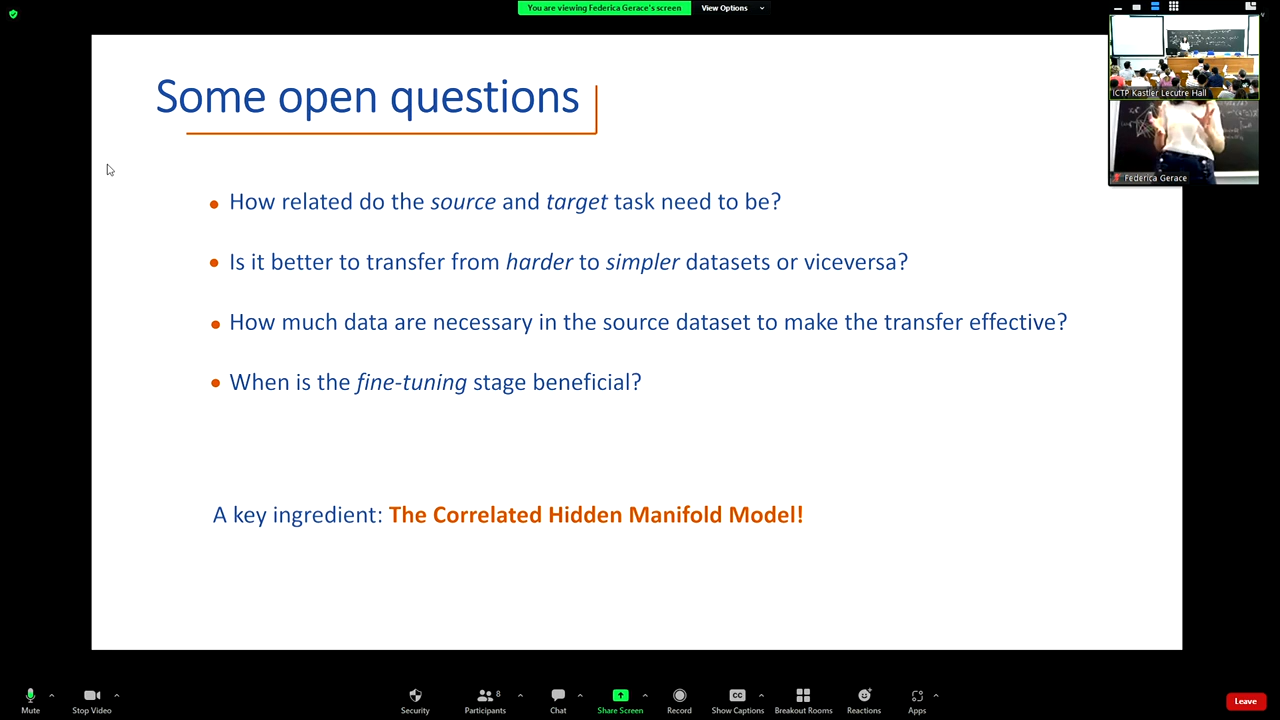 You are viewing Federica Gerace's screen
View Options
Some open questions
How related do the source and target task need to be?
Is it better to transfer from harder to simpler datasets or viceversa?
How much data are necessary in the source dataset to make the transfer effective?
When is the fine-tuning stage beneficial?
A key ingredient: The Correlated Hidden Manifold Model!
ICTP Kastler Lecutre Hall
Federica Gerace
Mute
Stop Video
Security
Participants
8
Chat
Share Screen
Record
CC
Show Captions
Breakout Rooms
Reactions
Apps
Leave